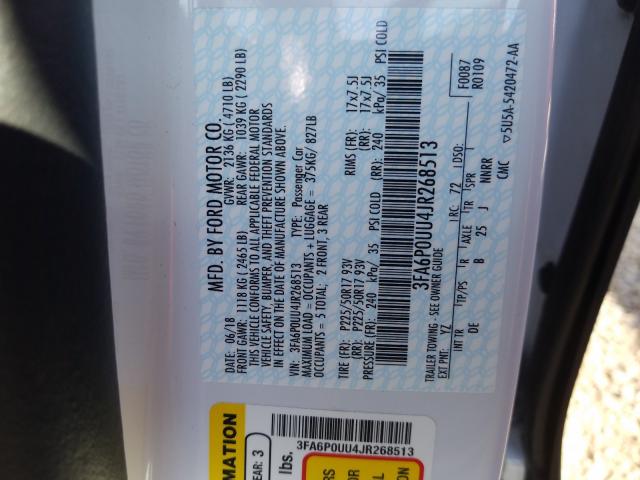 MFD. BY FORD MOTOR CO.
DATE: 06/18 GVWR: 2136 KG ( 4710 LB)
FRONT GAWR: 1118 KG ( 2465 LB) REAR GAWR: 1039 KG ( 2290 LB)
THIS VEHICLE CONFORMS TO ALL APPLICABLE FEDERAL MOTOR
VEHICLE SAFETY, BUMPER, AND THEFT PREVENTION STANDARDS
IN EFFECT ON THE DATE OF MANUFACTURE SHOWN ABOVE.
VIN: 3FA6P0UU4JR268513 TYPE: Passenger Car
MAXIMUM LOAD = OCCUPANTS + LUGGAGE = 375KG/ 827LB
OCCUPANTS = 5 TOTAL; 2 FRONT, 3 REAR
TIRE (FR): P225/50R17 93V RIMS (FR): 17x7.5J
(RR): P225/50R17 93V (RR): 17x7.5J
PRESSURE (FR): 240 kPa/ 35 PSI COLD (RR): 240 kPa/ 35 PSI COLD
3FA6P0UU4JR268513
TRAILER TOWING - SEE OWNER GUIDE F0087
EXT PNT: YZ RC: 72 DSO: R0109
INT TR TP/PS R AXLE TR SPR
DE B 25 J NNRR
CMC ▽5U5A-5420472-AA
3FA6P0UU4JR268513
RMATION
EAR: 3
lbs.